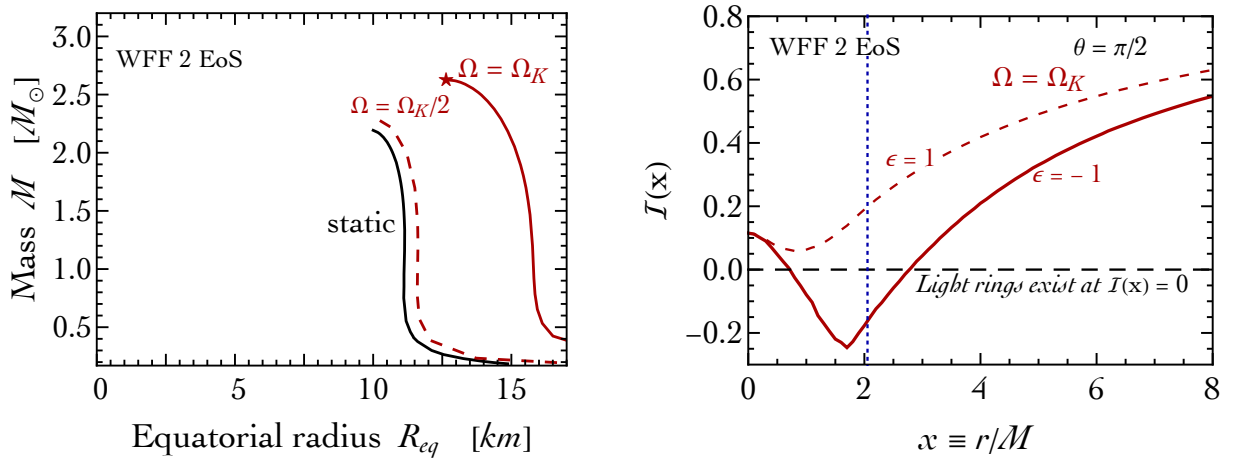 WFF 2 EoS
Ω = Ω_K
Ω = Ω_K/2
static
Mass M [M_⊙]
3.0
2.5
2.0
1.5
1.0
0.5
0
5
10
15
Equatorial radius R_eq [km]
WFF 2 EoS
θ = π/2
Ω = Ω_K
ϵ = 1
ϵ = − 1
Light rings exist at I(x) = 0
I(x)
0.8
0.6
0.4
0.2
0.0
−0.2
0
2
4
6
8
x ≡ r/M